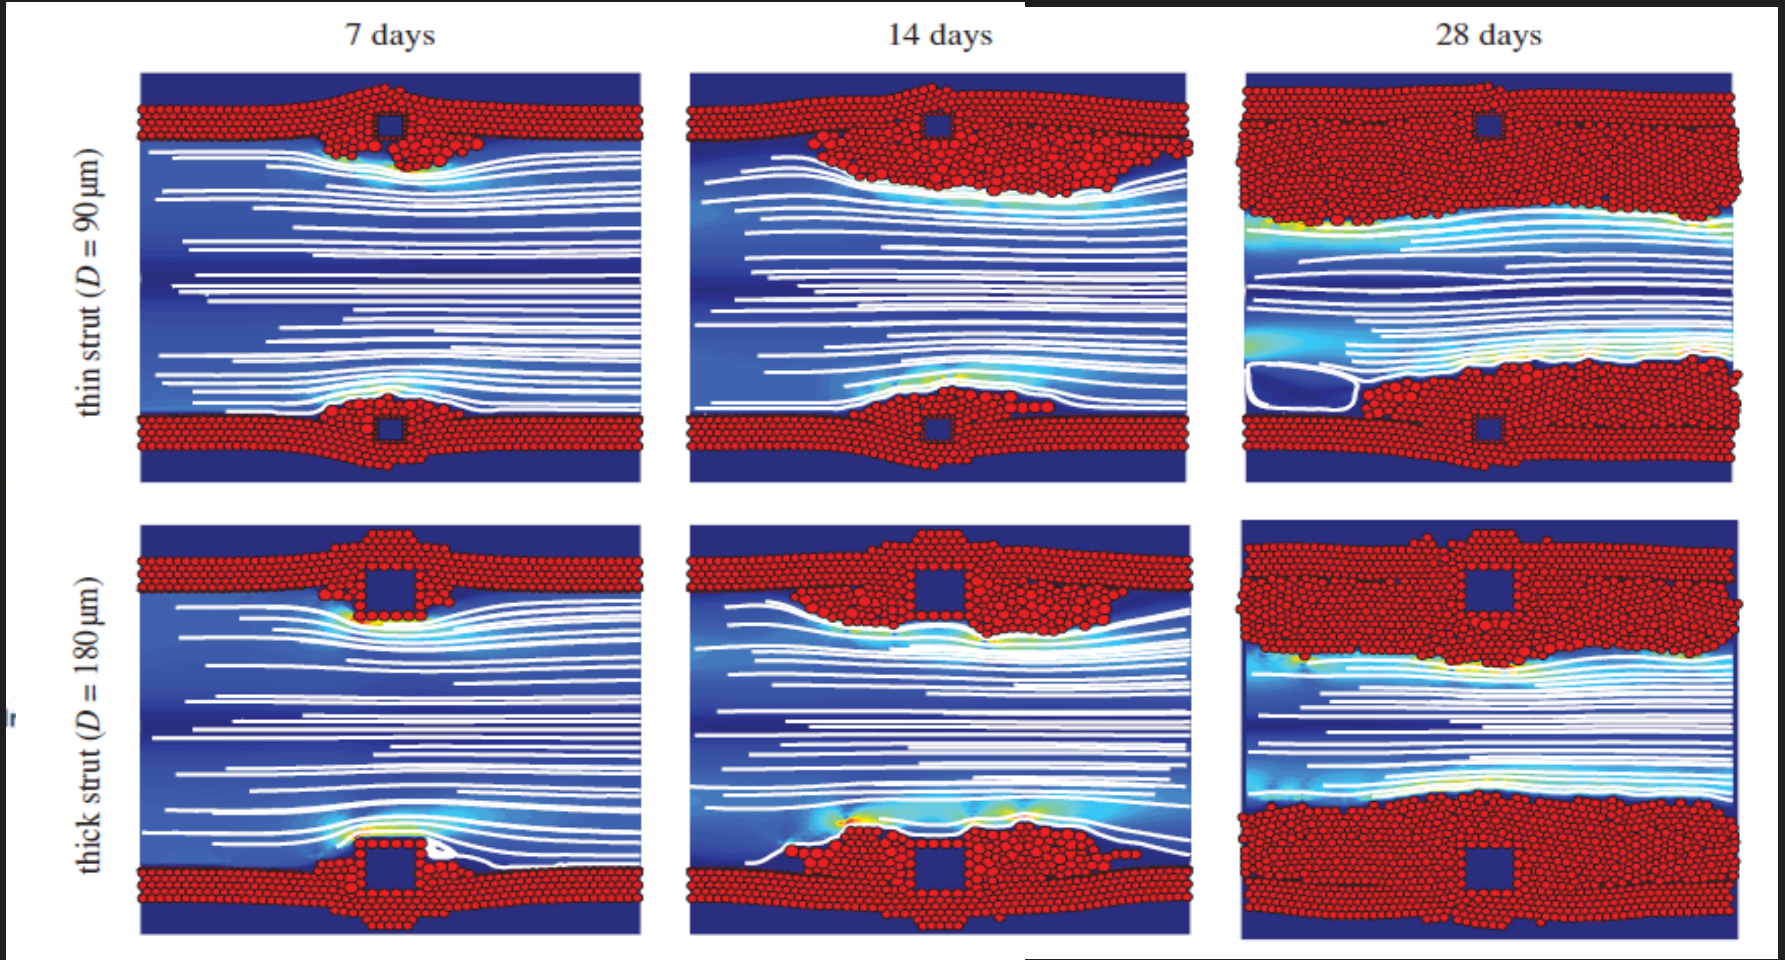 7 days
14 days
28 days
thin strut (D = 90 µm)
thick strut (D = 180 µm)